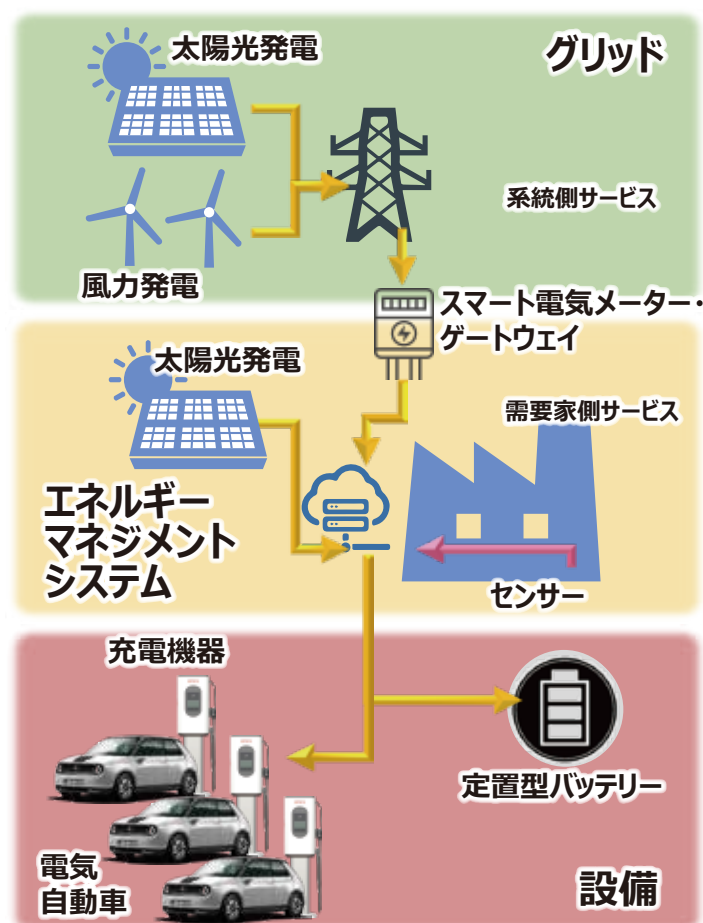 太陽光発電
グリッド
系統側サービス
風力発電
スマート電気メーター・
ゲートウェイ
太陽光発電
需要家側サービス
エネルギー
マネジメント
システム
センサー
充電機器
定置型バッテリー
電気
自動車
設備